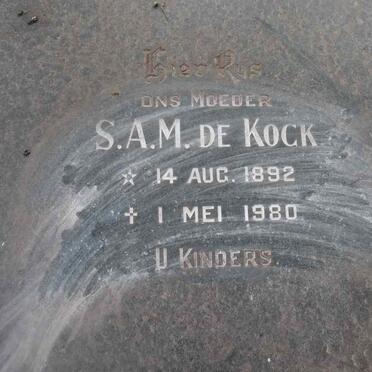 Hier Rus
ONS MOEDER
S.A.M. DE KOCK
☆ 14 AUG. 1892
✝ 1 MEI 1980
U KINDERS